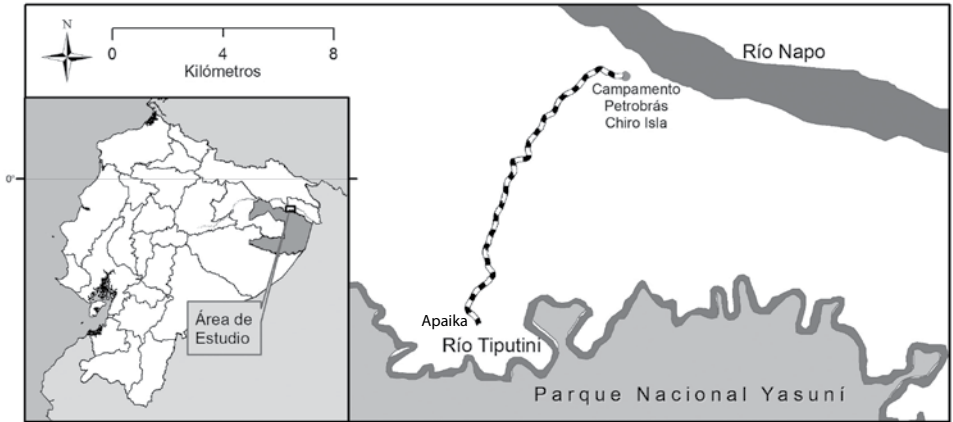 N
0 4 8
Kilómetros
Río Napo
Campamento
Petrobrás
Chiro Isla
0°
Área de
Estudio
Apaika
Río Tiputini
Parque Nacional Yasuní